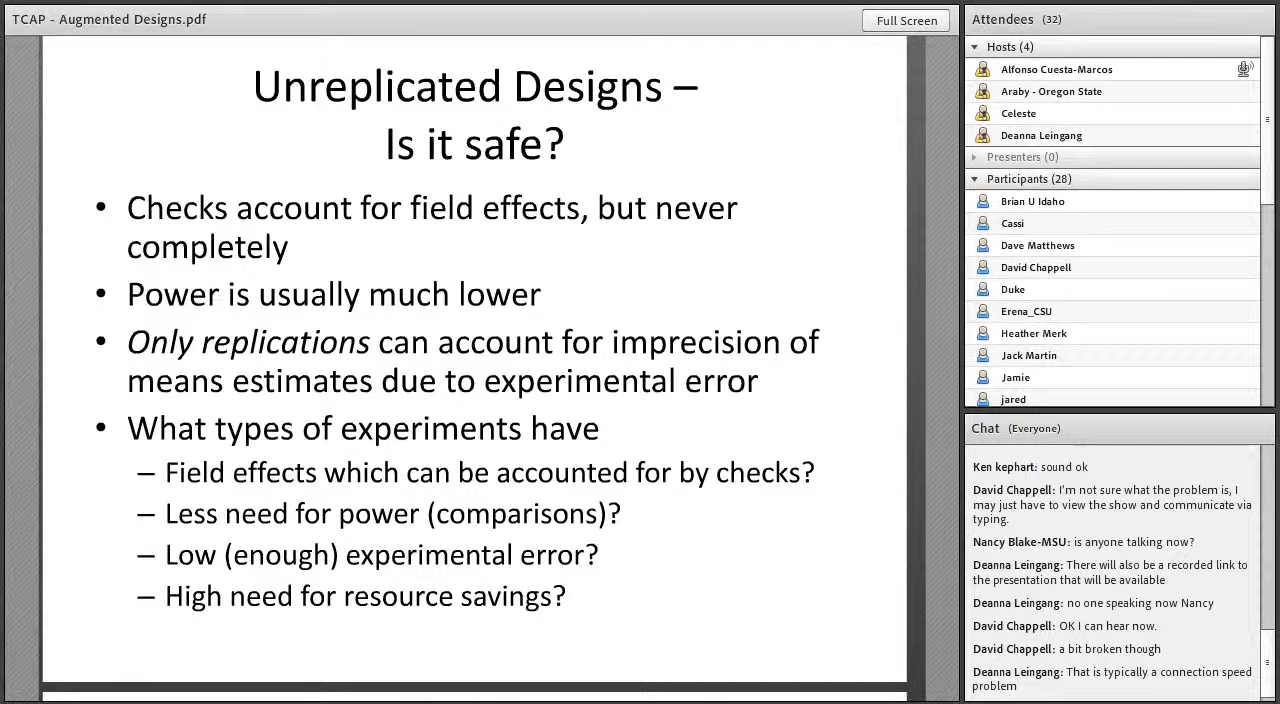 TCAP - Augmented Designs.pdf
Full Screen
Unreplicated Designs –
Is it safe?
• Checks account for field effects, but never
completely
• Power is usually much lower
• Only replications can account for imprecision of
means estimates due to experimental error
• What types of experiments have
– Field effects which can be accounted for by checks?
– Less need for power (comparisons)?
– Low (enough) experimental error?
– High need for resource savings?
Attendees (32)
Hosts (4)
Alfonso Cuesta-Marcos
Araby - Oregon State
Celeste
Deanna Leingang
Presenters (0)
Participants (28)
Brian U Idaho
Cassi
Dave Matthews
David Chappell
Duke
Erena_CSU
Heather Merk
Jack Martin
Jamie
jared
Chat (Everyone)
Ken kephart: sound ok
David Chappell: I'm not sure what the problem is, I
may just have to view the show and communicate via
typing.
Nancy Blake-MSU: is anyone talking now?
Deanna Leingang: There will also be a recorded link to
the presentation that will be available
Deanna Leingang: no one speaking now Nancy
David Chappell: OK I can hear now.
David Chappell: a bit broken though
Deanna Leingang: That is typically a connection speed
problem